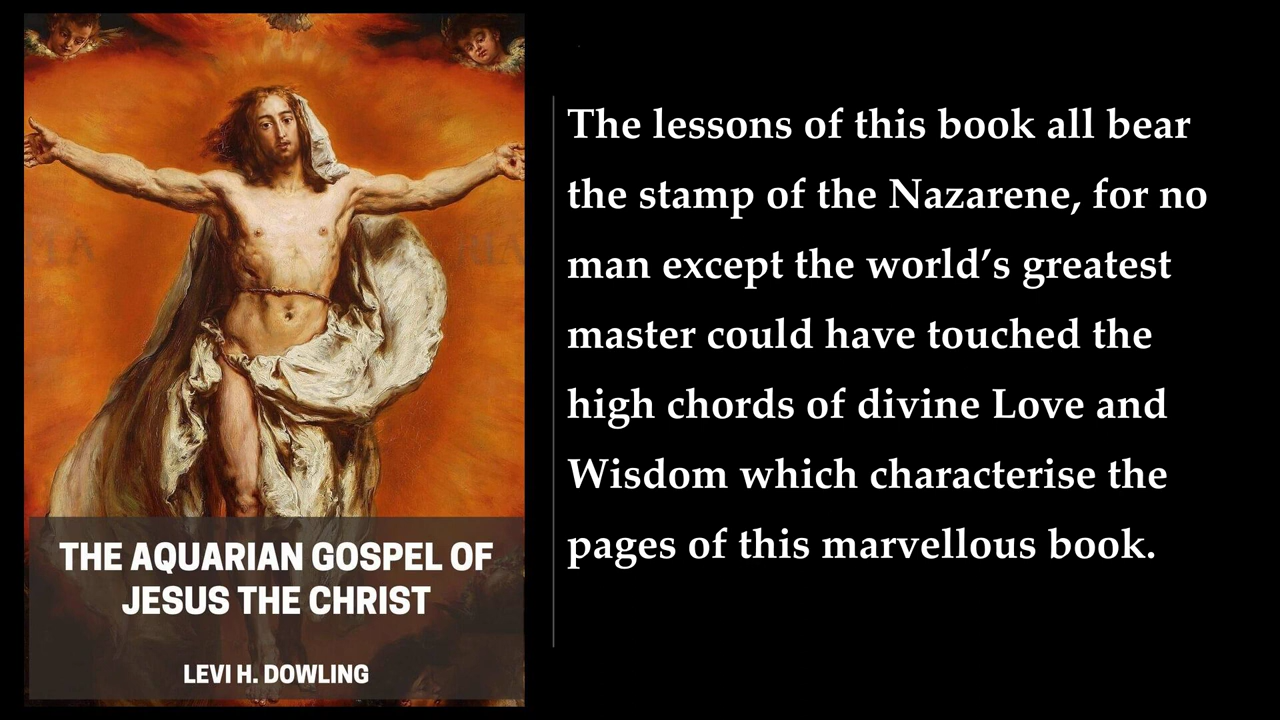 THE AQUARIAN GOSPEL OF
JESUS THE CHRIST
LEVI H. DOWLING
The lessons of this book all bear
the stamp of the Nazarene, for no
man except the world’s greatest
master could have touched the
high chords of divine Love and
Wisdom which characterise the
pages of this marvellous book.